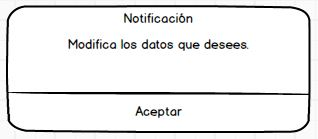 Notificación
Modifica los datos que desees.
Aceptar